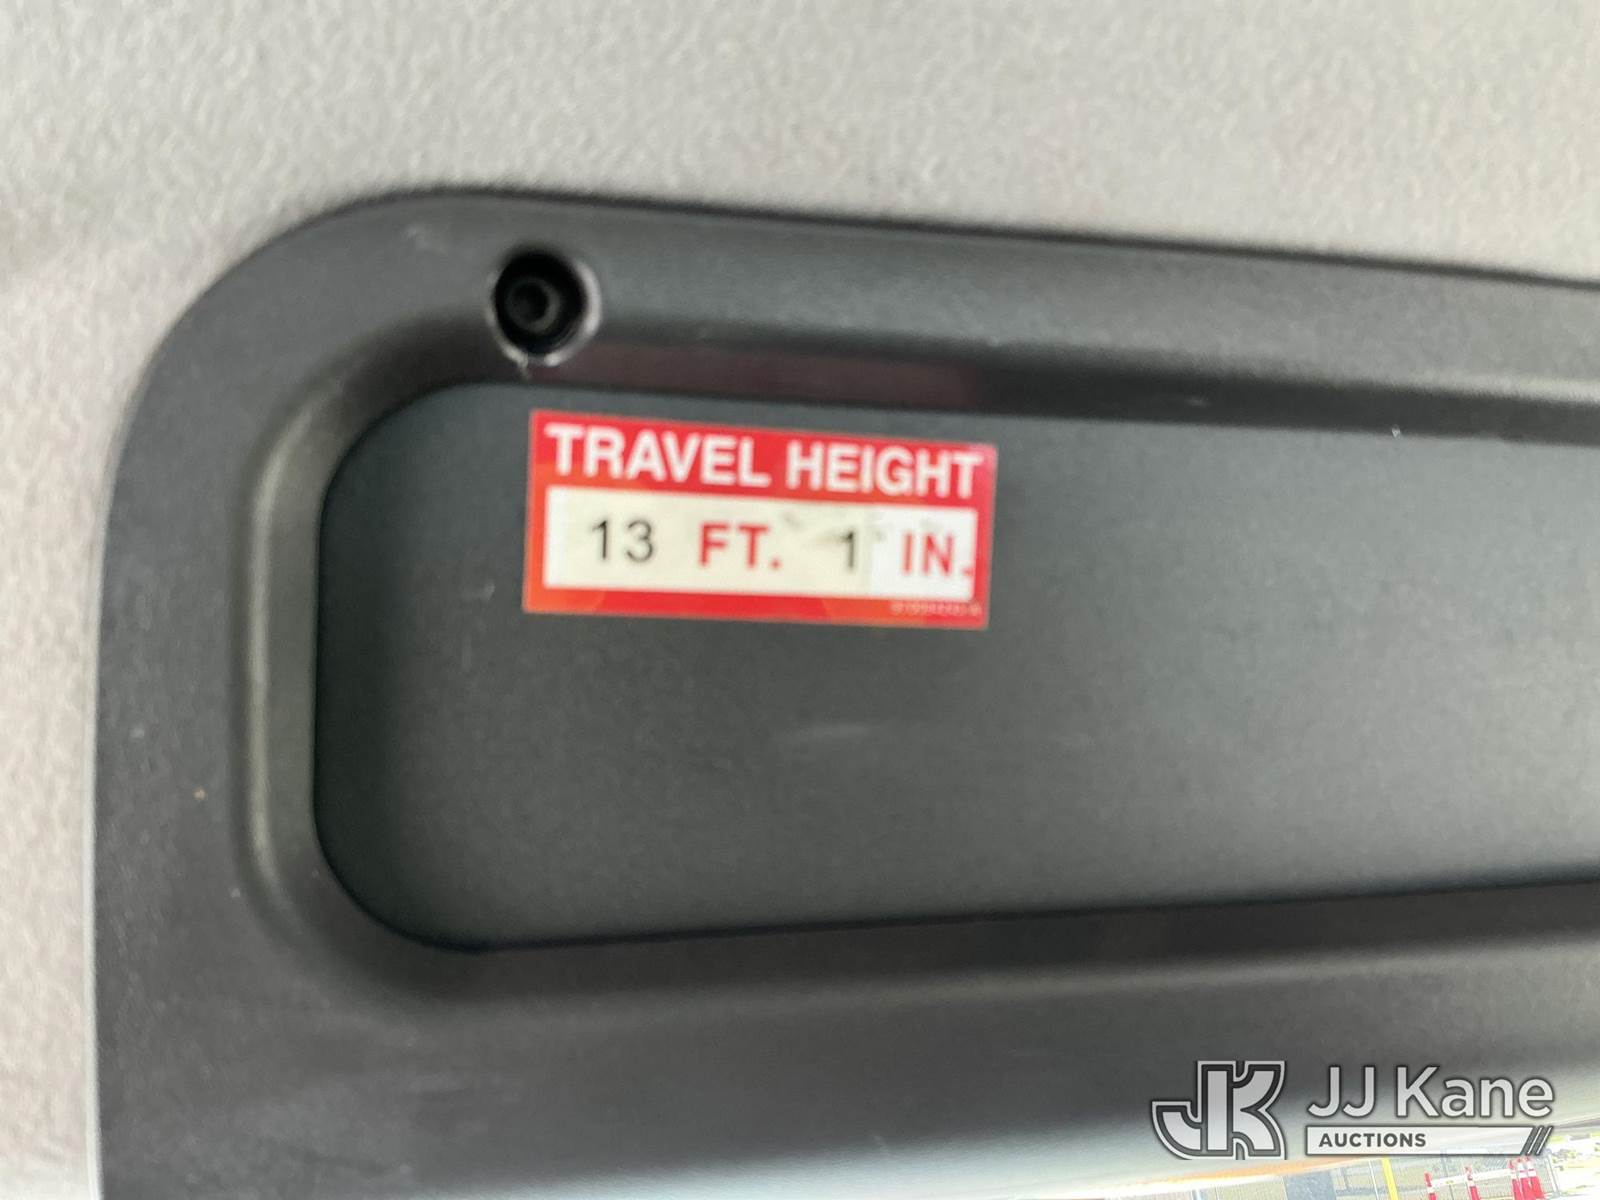 TRAVEL HEIGHT
13 FT. 1 IN.
JJ Kane
AUCTIONS